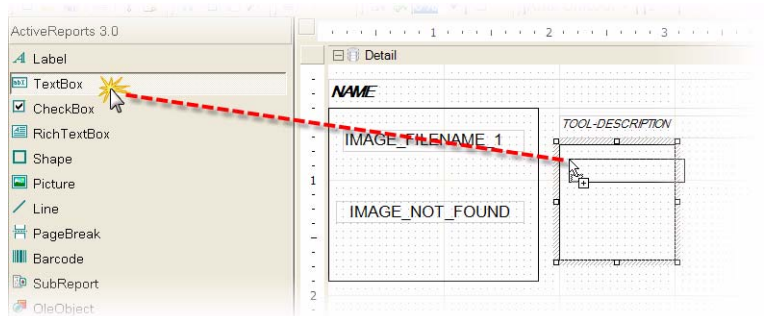 ActiveReports 3.0
Label
TextBox
CheckBox
RichTextBox
Shape
Picture
Line
PageBreak
Barcode
SubReport
OleObject
1 2 3
Detail
NAME
TOOL-DESCRIPTION
IMAGE_FILENAME_1
1
IMAGE_NOT_FOUND
2